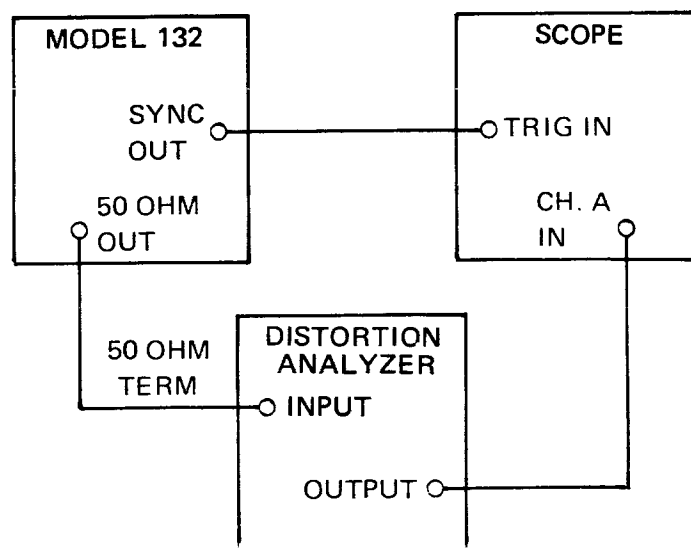 MODEL 132
SYNC
OUT
50 OHM
OUT
SCOPE
TRIG IN
CH. A
IN
50 OHM
TERM
DISTORTION
ANALYZER
INPUT
OUTPUT